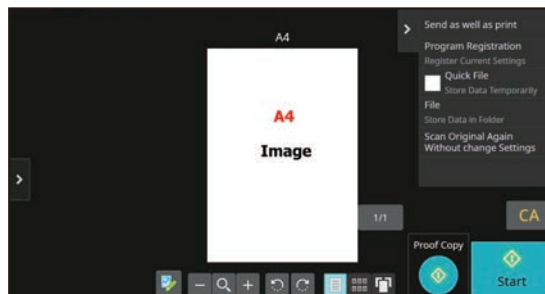 A4
A4
Image
1/1
Send as well as print
Program Registration
Register Current Settings
Quick File
Store Data Temporarily
File
Store Data in Folder
Scan Original Again
Without change Settings
CA
Proof Copy
Start